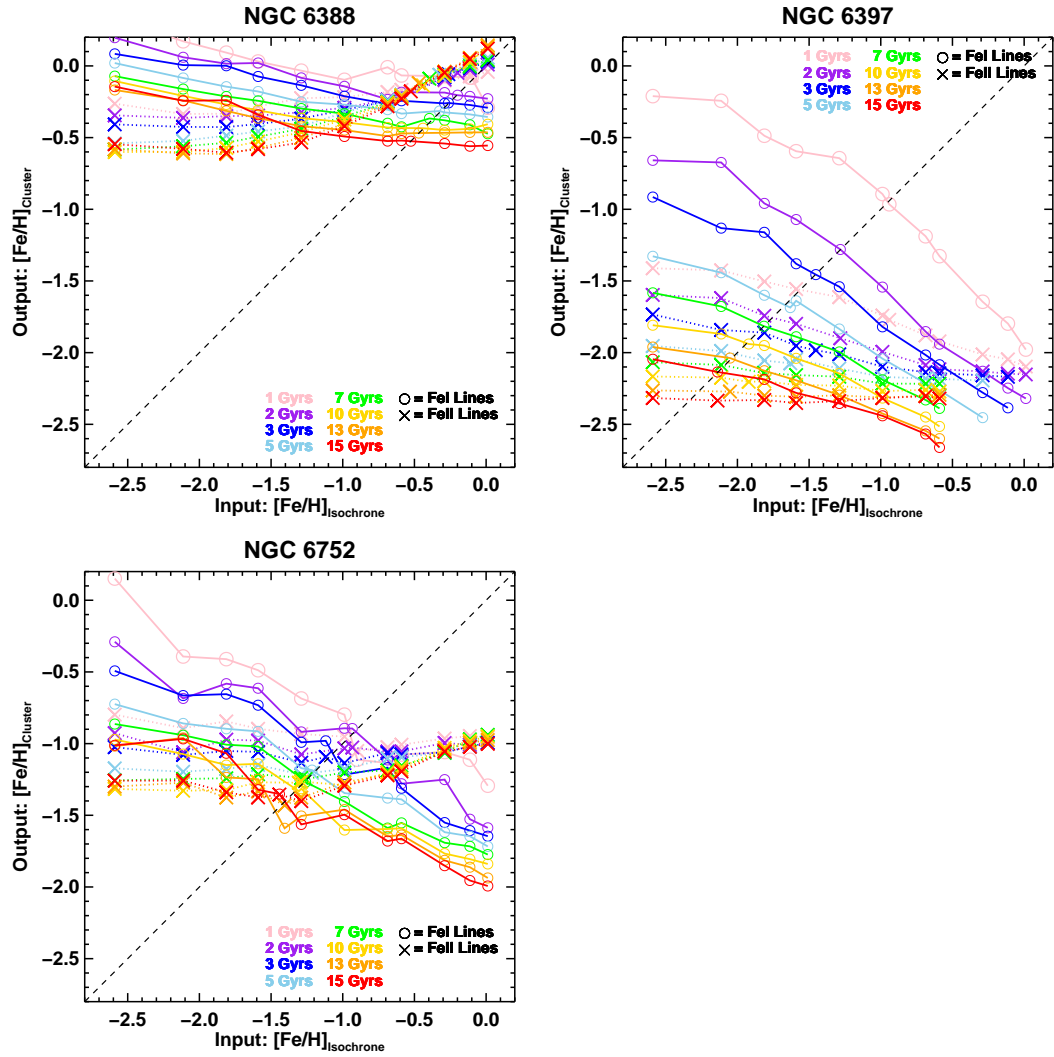 NGC 6388
0.0
−0.5
−1.0
−1.5
−2.0
−2.5
Output: [Fe/H]Cluster
1 Gyrs 7 Gyrs = FeI Lines
2 Gyrs 10 Gyrs = FeII Lines
3 Gyrs 13 Gyrs
5 Gyrs 15 Gyrs
−2.5 −2.0 −1.5 −1.0 −0.5 0.0
Input: [Fe/H]Isochrone
NGC 6397
1 Gyrs 7 Gyrs = FeI Lines
2 Gyrs 10 Gyrs = FeII Lines
3 Gyrs 13 Gyrs
5 Gyrs 15 Gyrs
0.0
−0.5
−1.0
−1.5
−2.0
−2.5
Output: [Fe/H]Cluster
−2.5 −2.0 −1.5 −1.0 −0.5 0.0
Input: [Fe/H]Isochrone
NGC 6752
0.0
−0.5
−1.0
−1.5
−2.0
−2.5
Output: [Fe/H]Cluster
1 Gyrs 7 Gyrs = FeI Lines
2 Gyrs 10 Gyrs = FeII Lines
3 Gyrs 13 Gyrs
5 Gyrs 15 Gyrs
−2.5 −2.0 −1.5 −1.0 −0.5 0.0
Input: [Fe/H]Isochrone